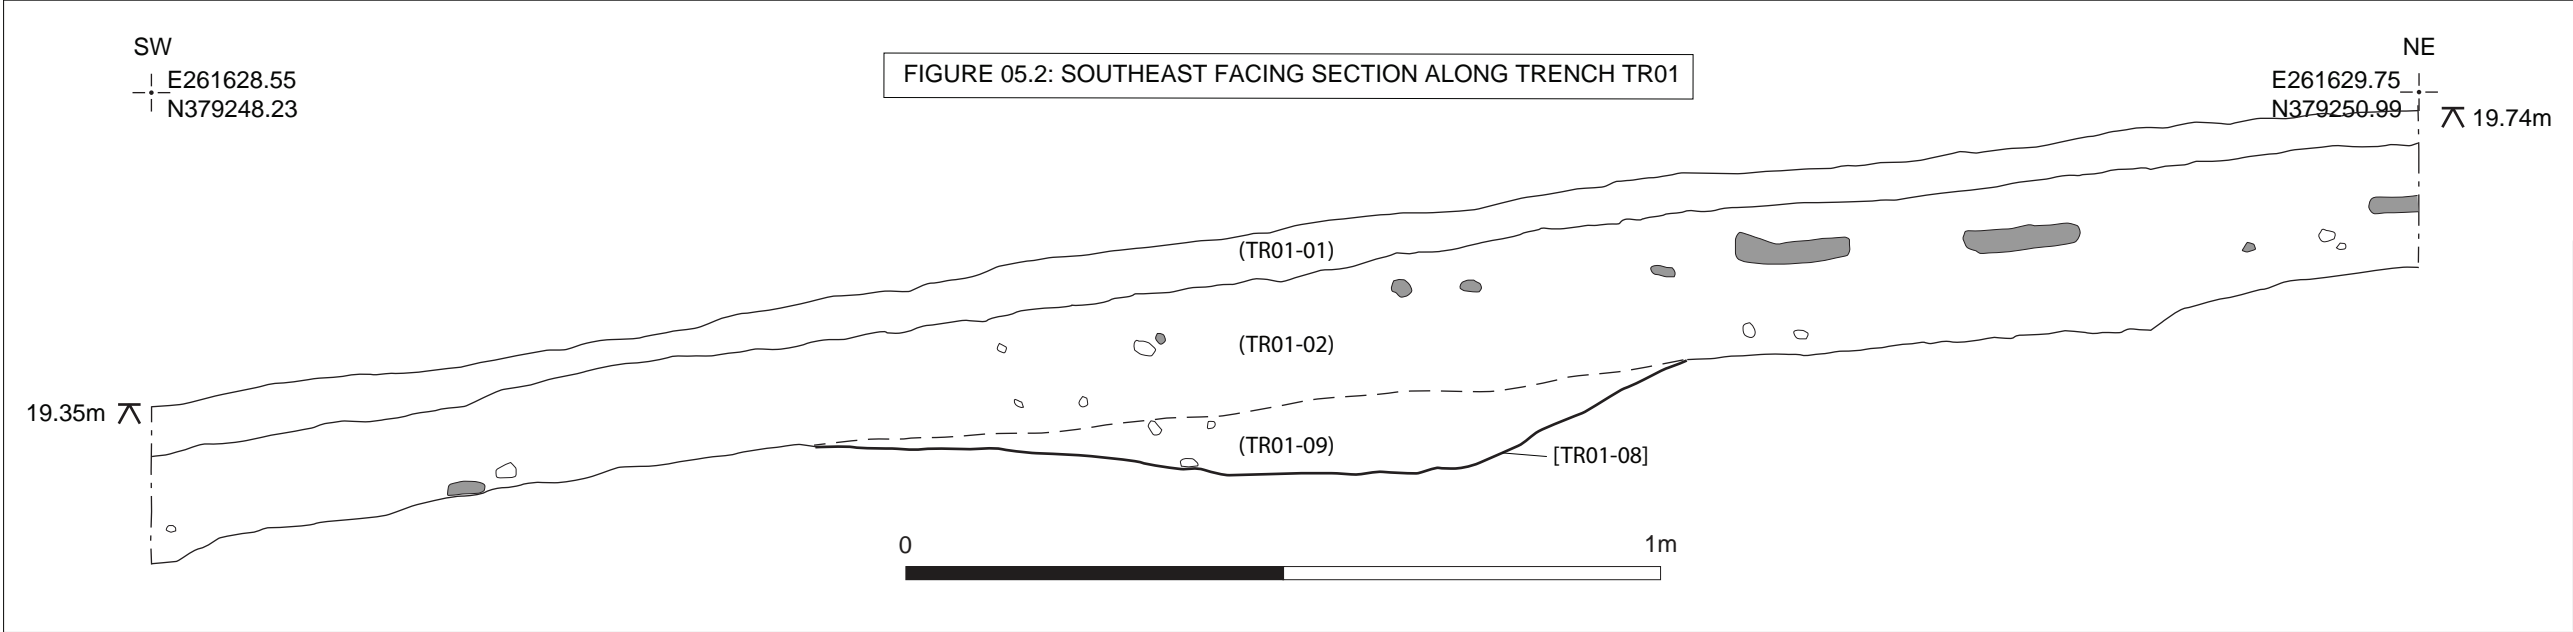 SW
E261628.55
N379248.23
FIGURE 05.2: SOUTHEAST FACING SECTION ALONG TRENCH TR01
NE
E261629.75
N379250.99
19.74m
(TR01-01)
(TR01-02)
19.35m
(TR01-09)
[TR01-08]
0
1m